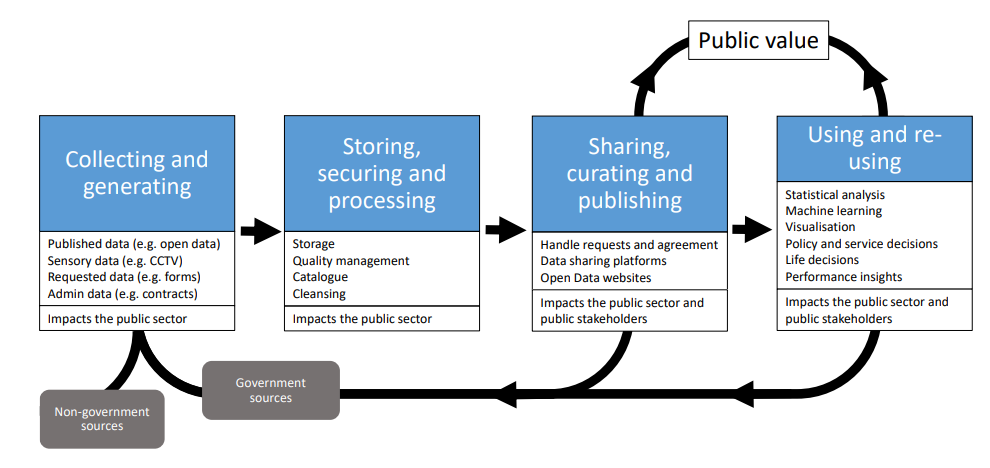 Public value
Collecting and
generating
Published data (e.g. open data)
Sensory data (e.g. CCTV)
Requested data (e.g. forms)
Admin data (e.g. contracts)
Impacts the public sector
Storing,
securing and
processing
Storage
Quality management
Catalogue
Cleansing
Impacts the public sector
Sharing,
curating and
publishing
Handle requests and agreement
Data sharing platforms
Open Data websites
Impacts the public sector and
public stakeholders
Using and re-
using
Statistical analysis
Machine learning
Visualisation
Policy and service decisions
Life decisions
Performance insights
Impacts the public sector and
public stakeholders
Non-government
sources
Government
sources